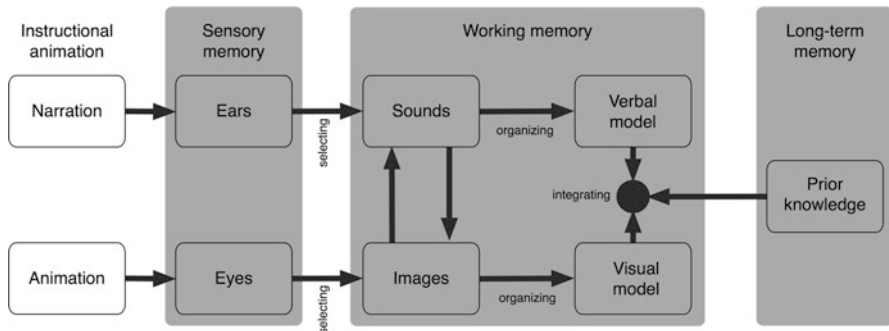 Instructional
animation
Sensory
memory
Working memory
Long-term
memory
Narration
Ears
selecting
Sounds
organizing
Verbal
model
integrating
Prior
knowledge
Animation
Eyes
selecting
Images
organizing
Visual
model